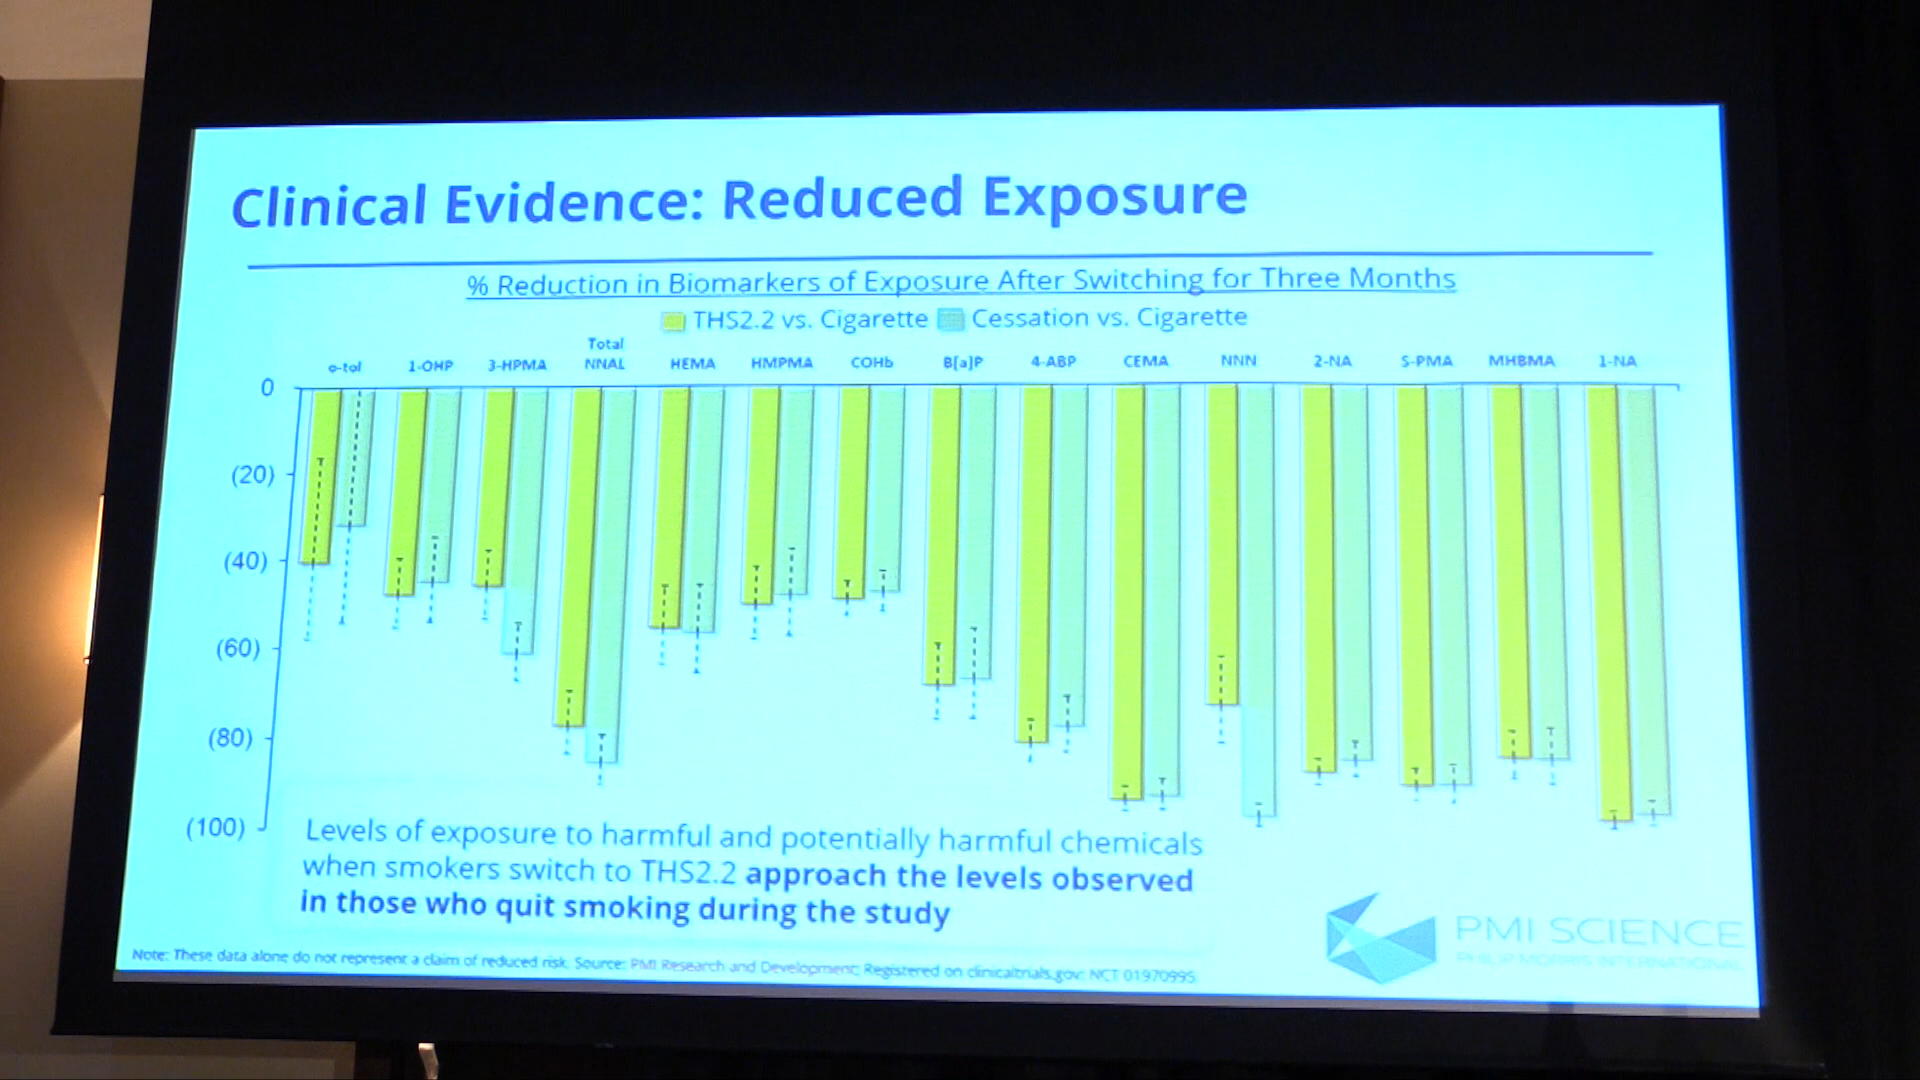 Clinical Evidence: Reduced Exposure
% Reduction in Biomarkers of Exposure After Switching for Three Months
THS2.2 vs. Cigarette Cessation vs. Cigarette
o-tol 1-OHP 3-HPMA Total NNAL HEMA HMPMA COHb B[a]P 4-ABP CEMA NNN 2-NA S-PMA MHBMA 1-NA
0
(20)
(40)
(60)
(80)
(100)
Levels of exposure to harmful and potentially harmful chemicals
when smokers switch to THS2.2 approach the levels observed
in those who quit smoking during the study
Note: These data alone do not represent a claim of reduced risk. Source: PMI Research and Development; Registered on clinicaltrials.gov: NCT 01970995
PMI SCIENCE
PHILIP MORRIS INTERNATIONAL